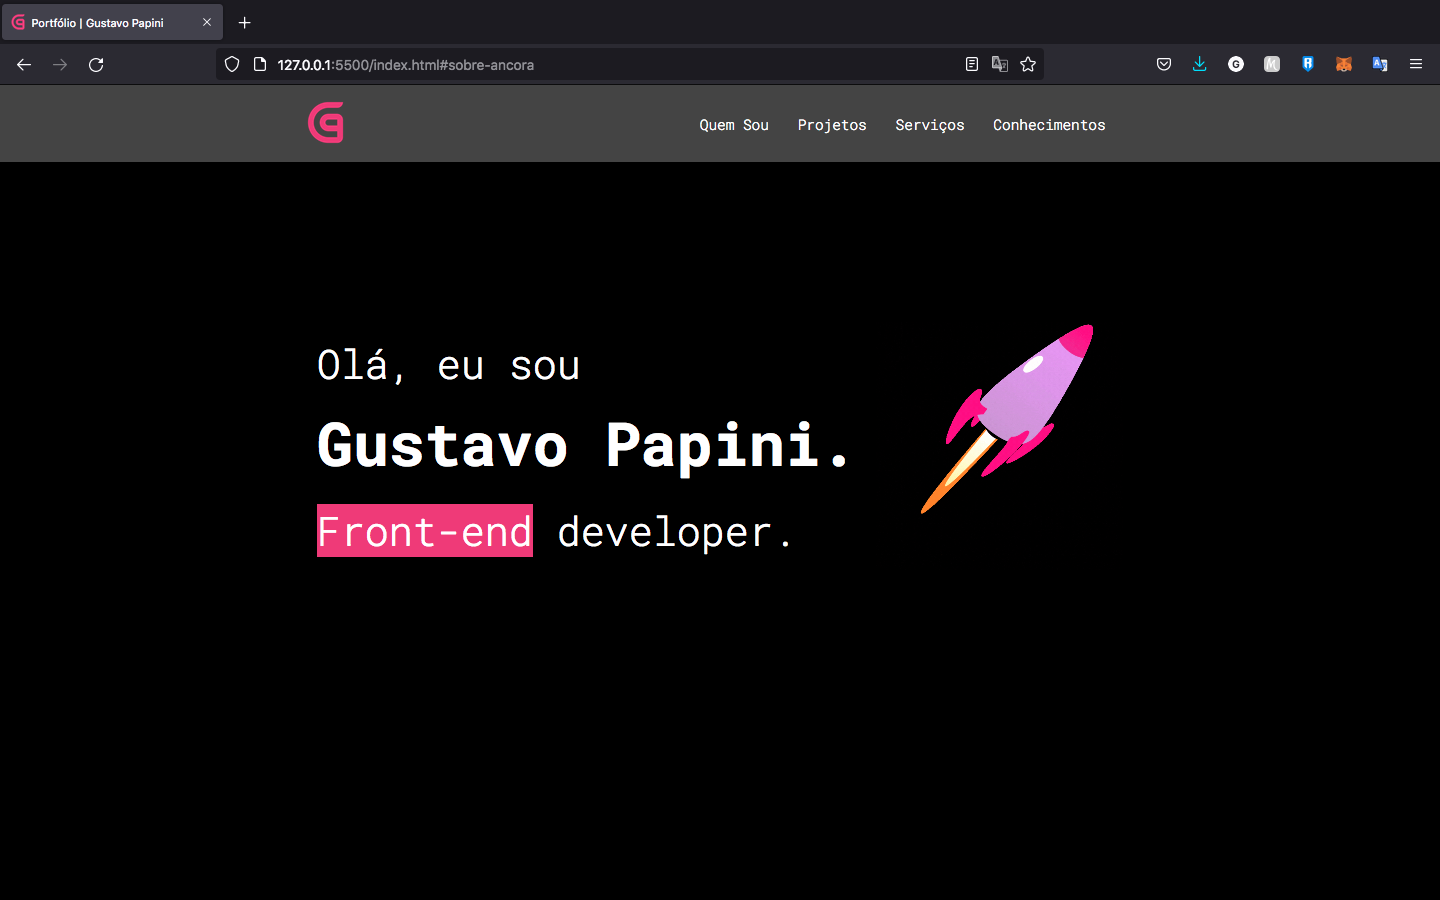 Portfólio | Gustavo Papini
127.0.0.1:5500/index.html#sobre-ancora
Quem Sou Projetos Serviços Conhecimentos
Olá, eu sou
Gustavo Papini.
Front-end developer.